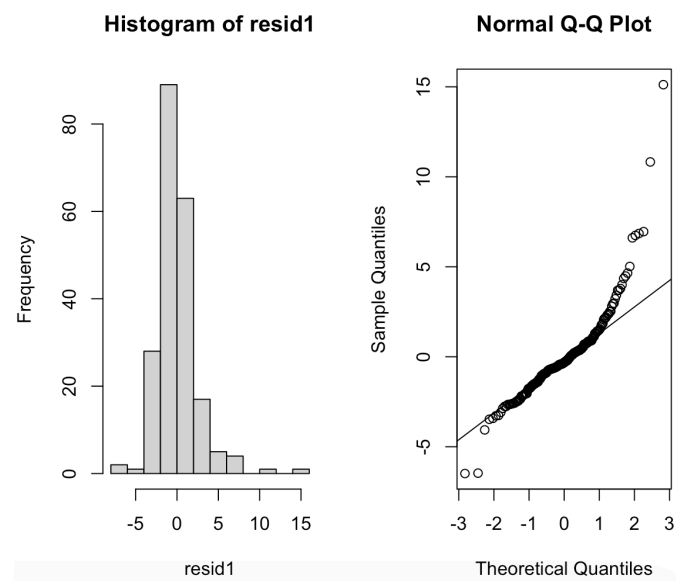 Histogram of resid1
Frequency
0
20
40
60
80
-5 0 5 10 15
resid1
Normal Q-Q Plot
Sample Quantiles
-5
0
5
10
15
-3 -2 -1 0 1 2 3
Theoretical Quantiles